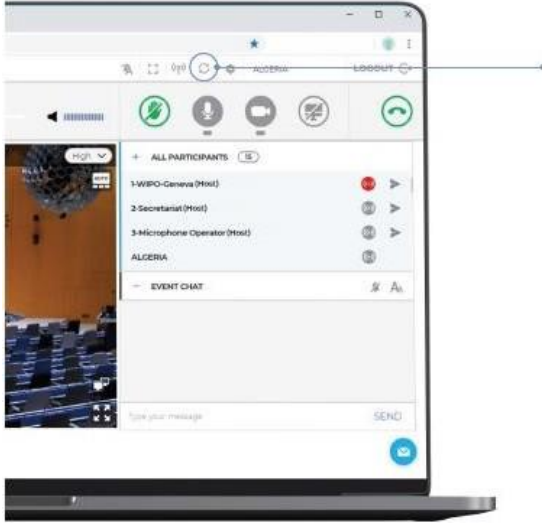 ALGERIA LOGOUT
High
+ ALL PARTICIPANTS 15
1-WIPO-Geneva (Host)
2-Secretariat (Host)
3-Microphone Operator (Host)
ALGERIA
- EVENT CHAT AA
Type your message SEND